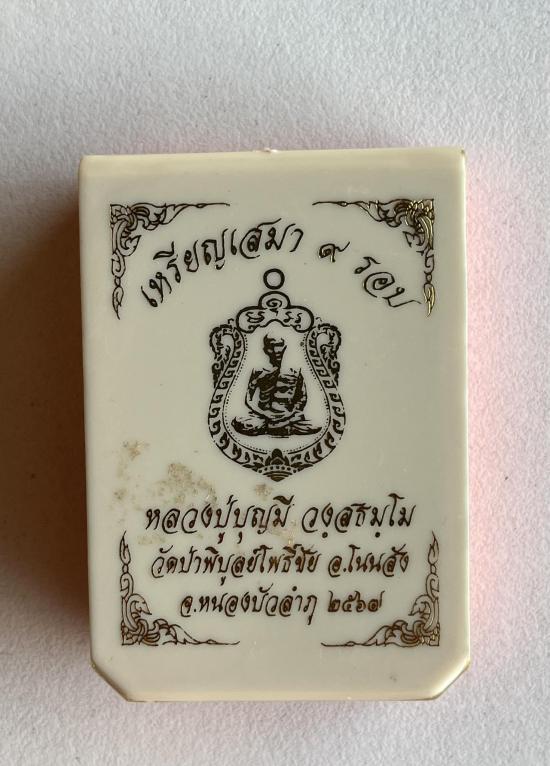 เหรียญเสมา ๙ รอบ
หลวงปู่บุญมี วงฺสธมฺโม
วัดป่าพิบูลย์โพธิ์ชัย อ.โนนสัง
จ.หนองบัวลำภู ๒๕๖๗